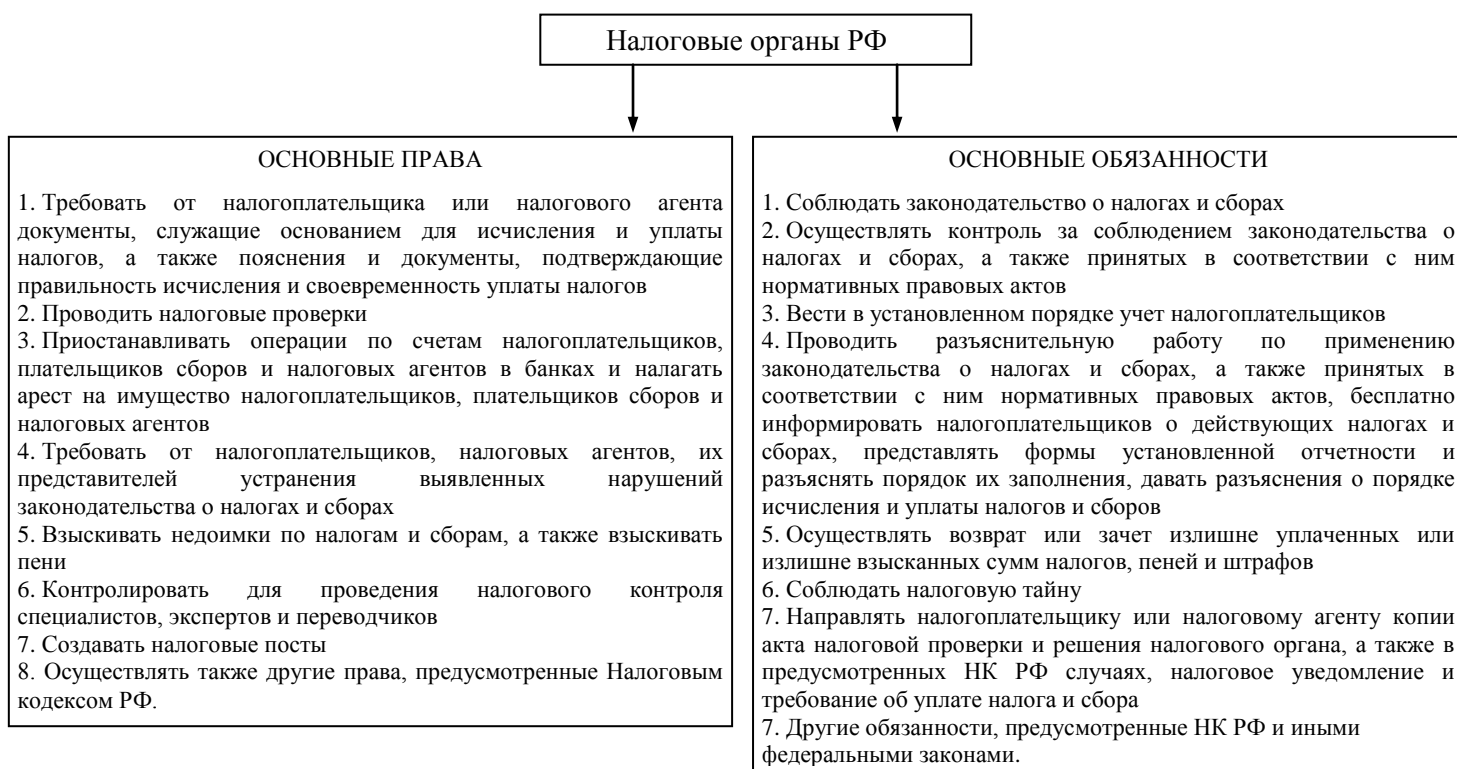 Налоговые органы РФ
ОСНОВНЫЕ ПРАВА
1. Требовать от налогоплательщика или налогового агента
документы, служащие основанием для исчисления и уплаты
налогов, а также пояснения и документы, подтверждающие
правильность исчисления и своевременность уплаты налогов
2. Проводить налоговые проверки
3. Приостанавливать операции по счетам налогоплательщиков,
плательщиков сборов и налоговых агентов в банках и налагать
арест на имущество налогоплательщиков, плательщиков сборов и
налоговых агентов
4. Требовать от налогоплательщиков, налоговых агентов, их
представителей устранения выявленных нарушений
законодательства о налогах и сборах
5. Взыскивать недоимки по налогам и сборам, а также взыскивать
пени
6. Контролировать для проведения налогового контроля
специалистов, экспертов и переводчиков
7. Создавать налоговые посты
8. Осуществлять также другие права, предусмотренные Налоговым
кодексом РФ.
ОСНОВНЫЕ ОБЯЗАННОСТИ
1. Соблюдать законодательство о налогах и сборах
2. Осуществлять контроль за соблюдением законодательства о
налогах и сборах, а также принятых в соответствии с ним
нормативных правовых актов
3. Вести в установленном порядке учет налогоплательщиков
4. Проводить разъяснительную работу по применению
законодательства о налогах и сборах, а также принятых в
соответствии с ним нормативных правовых актов, бесплатно
информировать налогоплательщиков о действующих налогах и
сборах, представлять формы установленной отчетности и
разъяснять порядок их заполнения, давать разъяснения о порядке
исчисления и уплаты налогов и сборов
5. Осуществлять возврат или зачет излишне уплаченных или
излишне взысканных сумм налогов, пеней и штрафов
6. Соблюдать налоговую тайну
7. Направлять налогоплательщику или налоговому агенту копии
акта налоговой проверки и решения налогового органа, а также в
предусмотренных НК РФ случаях, налоговое уведомление и
требование об уплате налога и сбора
7. Другие обязанности, предусмотренные НК РФ и иными
федеральными законами.